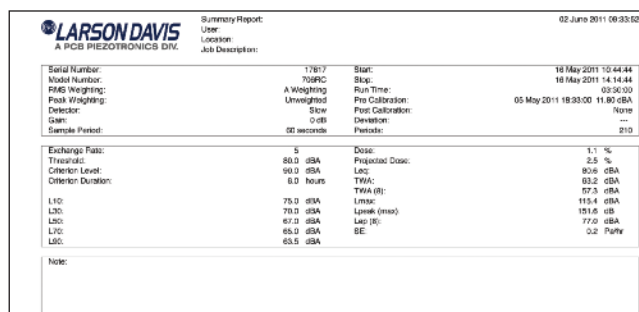 LARSON DAVIS
A PCB PIEZOTRONICS DIV.
Summary Report:
User:
Location:
Job Description:
02 June 2011 09:33:52
Serial Number: 17617
Model Number: 706RC
RMS Weighting: A Weighting
Peak Weighting: Unweighted
Detector: Slow
Gain: 0 dB
Sample Period: 60 seconds
Start: 16 May 2011 10:44:44
Stop: 16 May 2011 14:14:44
Run Time: 03:30:00
Pre Calibration: 05 May 2011 18:33:00 11.80 dBA
Post Calibration: None
Deviation: ---
Periods: 210
Exchange Rate: 5
Threshold: 80.0 dBA
Criterion Level: 90.0 dBA
Criterion Duration: 8.0 hours
L10: 75.0 dBA
L30: 70.0 dBA
L50: 67.0 dBA
L70: 65.0 dBA
L90: 63.5 dBA
Dose: 1.1 %
Projected Dose: 2.5 %
Leq: 80.6 dBA
TWA: 63.2 dBA
TWA (8): 57.3 dBA
Lmax: 115.4 dBA
Lpeak (max): 151.6 dB
Lep (8): 77.0 dBA
SE: 0.2 Pa²hr
Note: